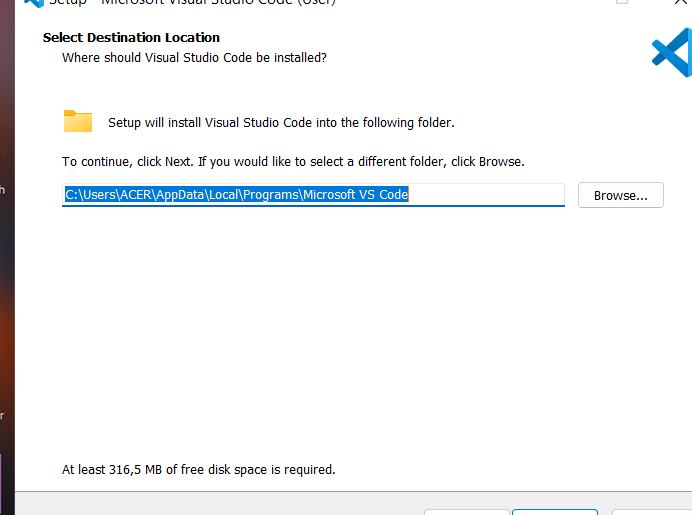 Setup - Microsoft Visual Studio Code (User)
Select Destination Location
Where should Visual Studio Code be installed?
Setup will install Visual Studio Code into the following folder.
To continue, click Next. If you would like to select a different folder, click Browse.
C:\Users\ACER\AppData\Local\Programs\Microsoft VS Code
Browse...
h
r
At least 316,5 MB of free disk space is required.